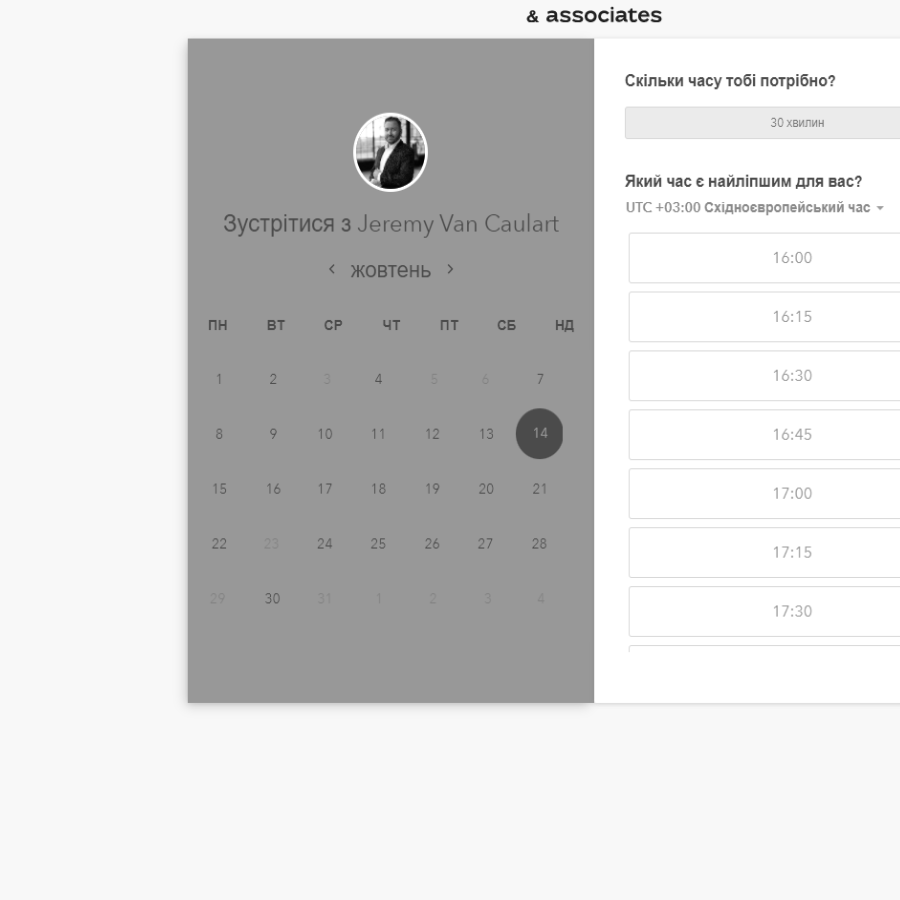 & associates
Зустрітися з Jeremy Van Caulart
жовтень
ПН ВТ СР ЧТ ПТ СБ НД
1 2 3 4 5 6 7
8 9 10 11 12 13 14
15 16 17 18 19 20 21
22 23 24 25 26 27 28
29 30 31 1 2 3 4
Скільки часу тобі потрібно?
30 хвилин
Який час є найліпшим для вас?
UTC +03:00 Східноєвропейський час
16:00
16:15
16:30
16:45
17:00
17:15
17:30